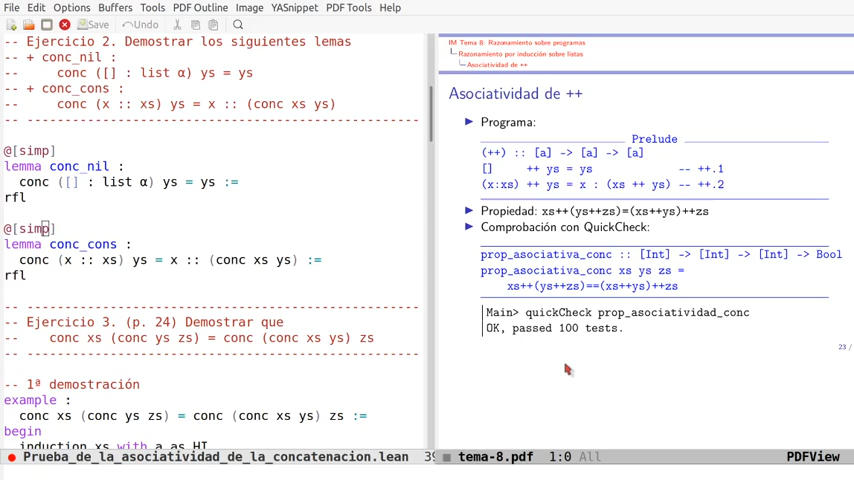 File Edit Options Buffers Tools PDF Outline Image YASnippet PDF Tools Help
Save Undo
-- Ejercicio 2. Demostrar los siguientes lemas
-- + conc_nil :
--     conc ([] : list α) ys = ys
-- + conc_cons :
--     conc (x :: xs) ys = x :: (conc xs ys)
-- ---------------------------------------------------
@[simp]
lemma conc_nil :
  conc ([] : list α) ys = ys :=
rfl
@[simp]
lemma conc_cons :
  conc (x :: xs) ys = x :: (conc xs ys) :=
rfl
-- ---------------------------------------------------
-- Ejercicio 3. (p. 24) Demostrar que
--    conc xs (conc ys zs) = conc (conc xs ys) zs
-- ---------------------------------------------------
-- 1ª demostración
example :
  conc xs (conc ys zs) = conc (conc xs ys) zs :=
begin
  induction xs with a as HI
Prueba_de_la_asociatividad_de_la_concatenacion.lean
IM Tema 8: Razonamiento sobre programas
Razonamiento por inducción sobre listas
Asociatividad de ++
Asociatividad de ++
Programa:
Prelude
(++) :: [a] -> [a] -> [a]
[]     ++ ys = ys             -- ++.1
(x:xs) ++ ys = x : (xs ++ ys) -- ++.2
Propiedad: xs++(ys++zs)=(xs++ys)++zs
Comprobación con QuickCheck:
prop_asociativa_conc :: [Int] -> [Int] -> [Int] -> Bool
prop_asociativa_conc xs ys zs =
    xs++(ys++zs)==(xs++ys)++zs
Main> quickCheck prop_asociatividad_conc
OK, passed 100 tests.
23 /
tema-8.pdf 1:0 All PDFView